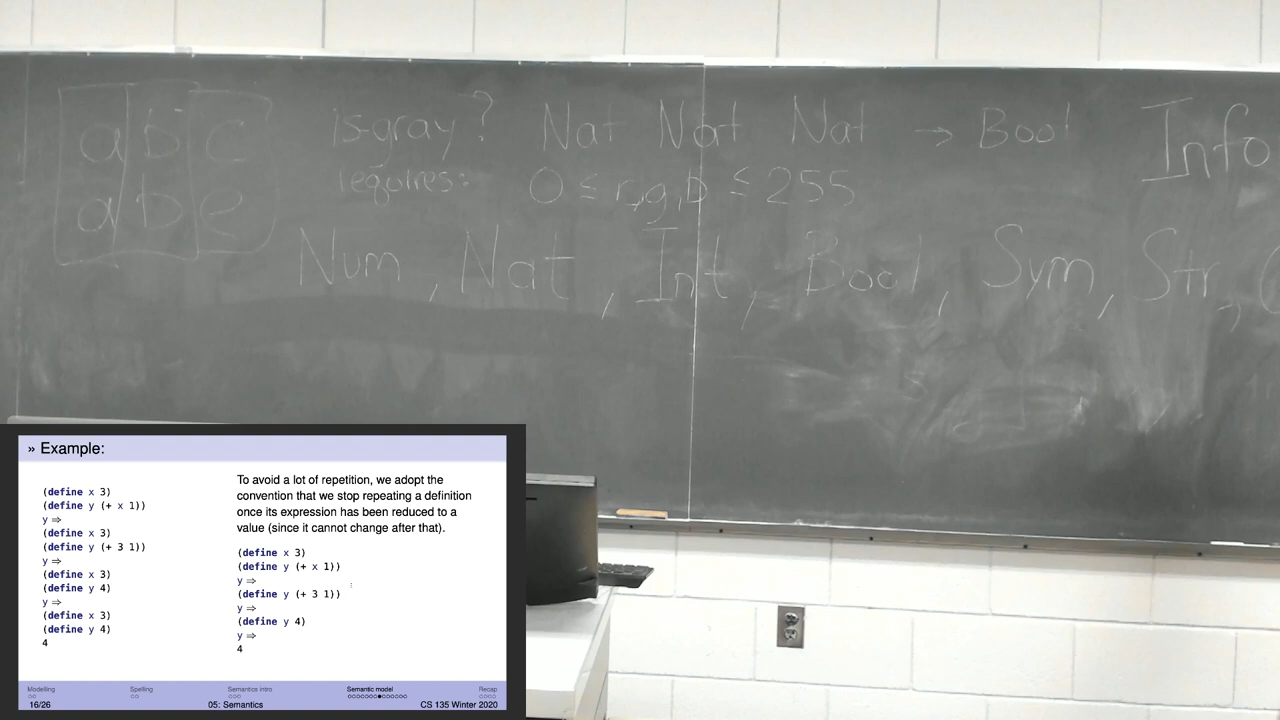 a b c
a b e
is-gray? Nat Nat Nat → Bool
requires: 0 ≤ r,g,b ≤ 255
Num, Nat, Int, Bool, Sym, Str,
Info
» Example:
(define x 3)
(define y (+ x 1))
y ⇒
(define x 3)
(define y (+ 3 1))
y ⇒
(define x 3)
(define y 4)
y ⇒
(define x 3)
(define y 4)
4
To avoid a lot of repetition, we adopt the
convention that we stop repeating a definition
once its expression has been reduced to a
value (since it cannot change after that).
(define x 3)
(define y (+ x 1))
y ⇒
(define y (+ 3 1))
y ⇒
(define y 4)
y ⇒
4
Modelling Spelling Semantics intro Semantic model Recap
16/26 05: Semantics CS 135 Winter 2020